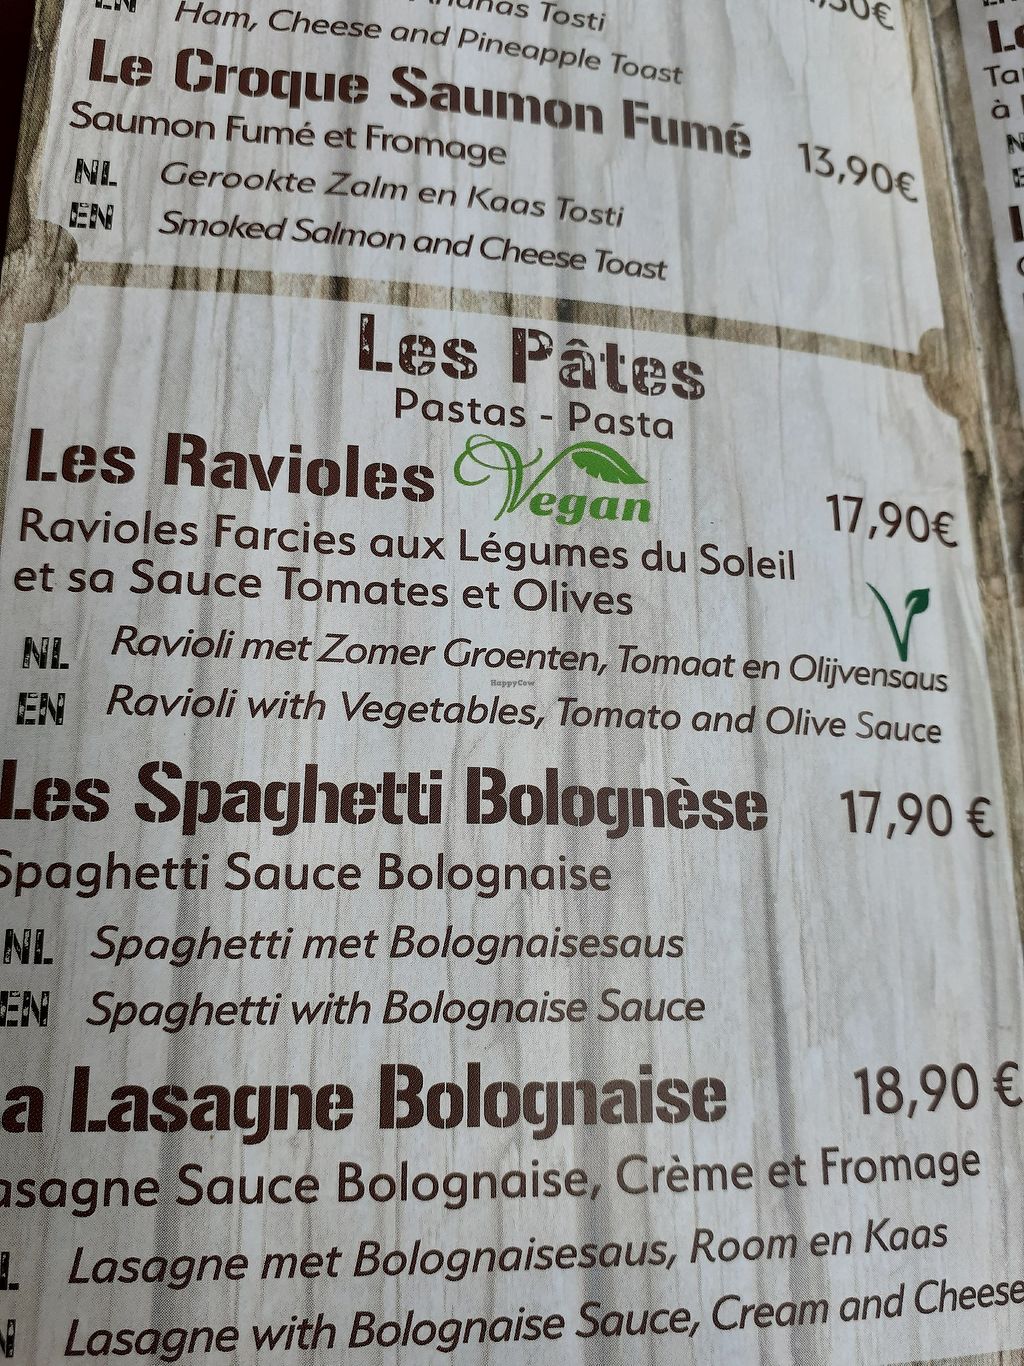 Tosti
Ham, Cheese and Pineapple Toast
Le Croque Saumon Fumé 13,90€
Saumon Fumé et Fromage
NL Gerookte Zalm en Kaas Tosti
EN Smoked Salmon and Cheese Toast
Les Pâtes
Pastas - Pasta
Les Ravioles Vegan 17,90€
Ravioles Farcies aux Légumes du Soleil
et sa Sauce Tomates et Olives
V
NL Ravioli met Zomer Groenten, Tomaat en Olijvensaus
HappyCow
EN Ravioli with Vegetables, Tomato and Olive Sauce
Les Spaghetti Bolognèse 17,90 €
Spaghetti Sauce Bolognaise
NL Spaghetti met Bolognaisesaus
EN Spaghetti with Bolognaise Sauce
a Lasagne Bolognaise 18,90 €
asagne Sauce Bolognaise, Crème et Fromage
L Lasagne met Bolognaisesaus, Room en Kaas
N Lasagne with Bolognaise Sauce, Cream and Cheese